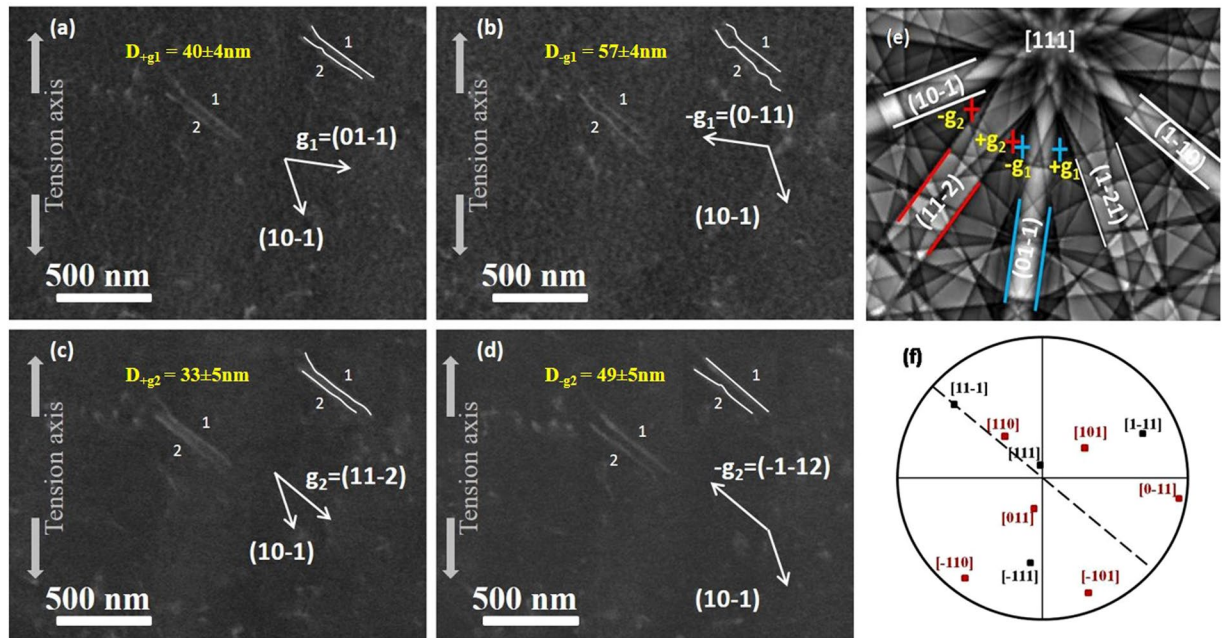 (a)
D+g1 = 40±4nm
1
2
1
2
Tension axis
g1=(01-1)
(10-1)
500 nm
(b)
D-g1 = 57±4nm
1
2
1
2
Tension axis
-g1=(0-11)
(10-1)
500 nm
(e)
[111]
(10-1)
-g2
+g2
-g1
+g1
(1-10)
(11-2)
(1-21)
(01-1)
(c)
D+g2 = 33±5nm
1
2
1
2
Tension axis
g2=(11-2)
(10-1)
500 nm
(d)
D-g2 = 49±5nm
1
2
1
2
Tension axis
-g2=(-1-12)
(10-1)
500 nm
(f)
[11-1]
[110]
[101]
[1-11]
[111]
[0-11]
[011]
[-110]
[-111]
[-101]